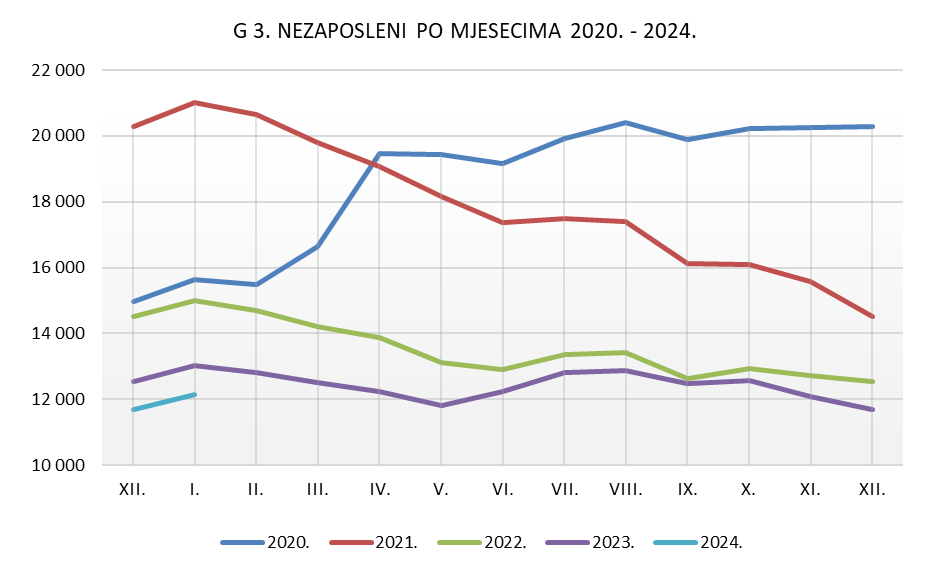 G 3. NEZAPOSLENI PO MJESECIMA 2020. - 2024.
22 000
20 000
18 000
16 000
14 000
12 000
10 000
XII. I. II. III. IV. V. VI. VII. VIII. IX. X. XI. XII.
2020. 2021. 2022. 2023. 2024.